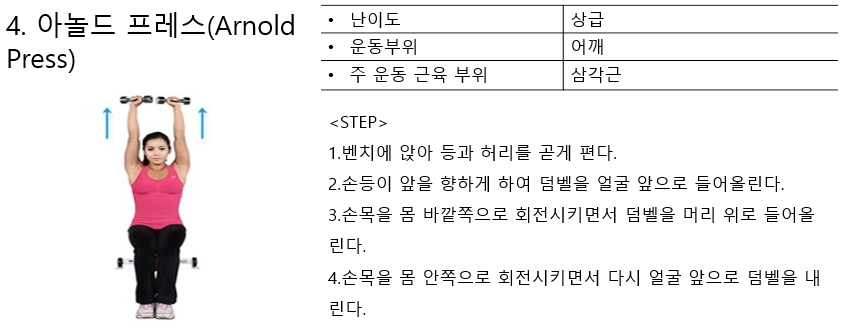 4. 아놀드 프레스(Arnold
Press)
• 난이도 상급
• 운동부위 어깨
• 주 운동 근육 부위 삼각근
<STEP>
1.벤치에 앉아 등과 허리를 곧게 편다.
2.손등이 앞을 향하게 하여 덤벨을 얼굴 앞으로 들어올린다.
3.손목을 몸 바깥쪽으로 회전시키면서 덤벨을 머리 위로 들어올
린다.
4.손목을 몸 안쪽으로 회전시키면서 다시 얼굴 앞으로 덤벨을 내
린다.